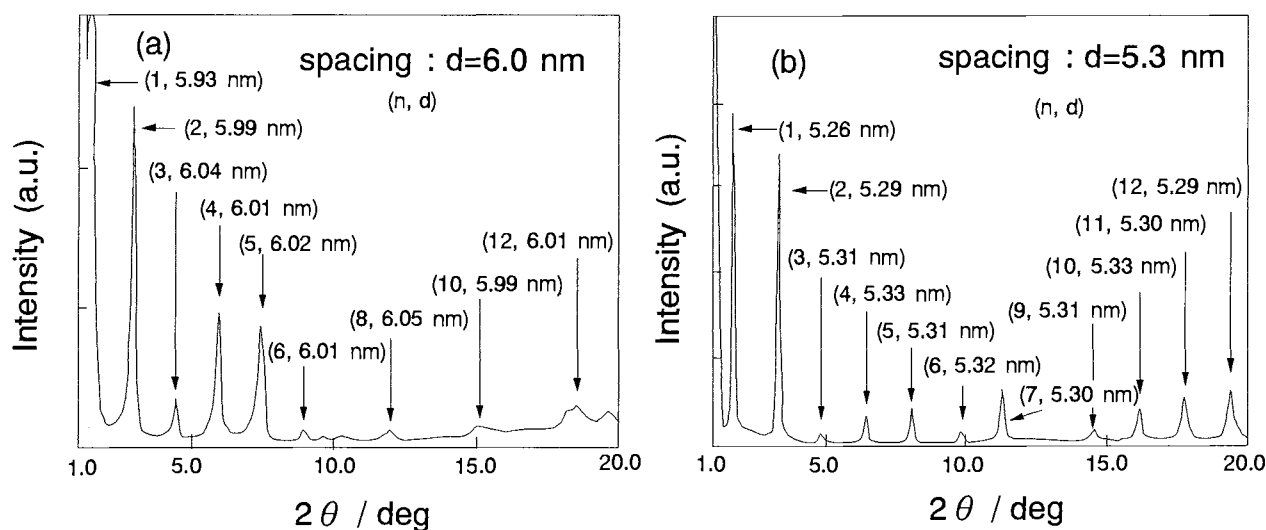 (a)
spacing : d=6.0 nm
(n, d)
(1, 5.93 nm)
(2, 5.99 nm)
(3, 6.04 nm)
(4, 6.01 nm)
(5, 6.02 nm)
(6, 6.01 nm)
(8, 6.05 nm)
(10, 5.99 nm)
(12, 6.01 nm)
Intensity (a.u.)
1.0 5.0 10.0 15.0 20.0
2 θ / deg
(b)
spacing : d=5.3 nm
(n, d)
(1, 5.26 nm)
(2, 5.29 nm)
(3, 5.31 nm)
(4, 5.33 nm)
(5, 5.31 nm)
(6, 5.32 nm)
(7, 5.30 nm)
(9, 5.31 nm)
(10, 5.33 nm)
(11, 5.30 nm)
(12, 5.29 nm)
Intensity (a.u.)
1.0 5.0 10.0 15.0 20.0
2 θ / deg